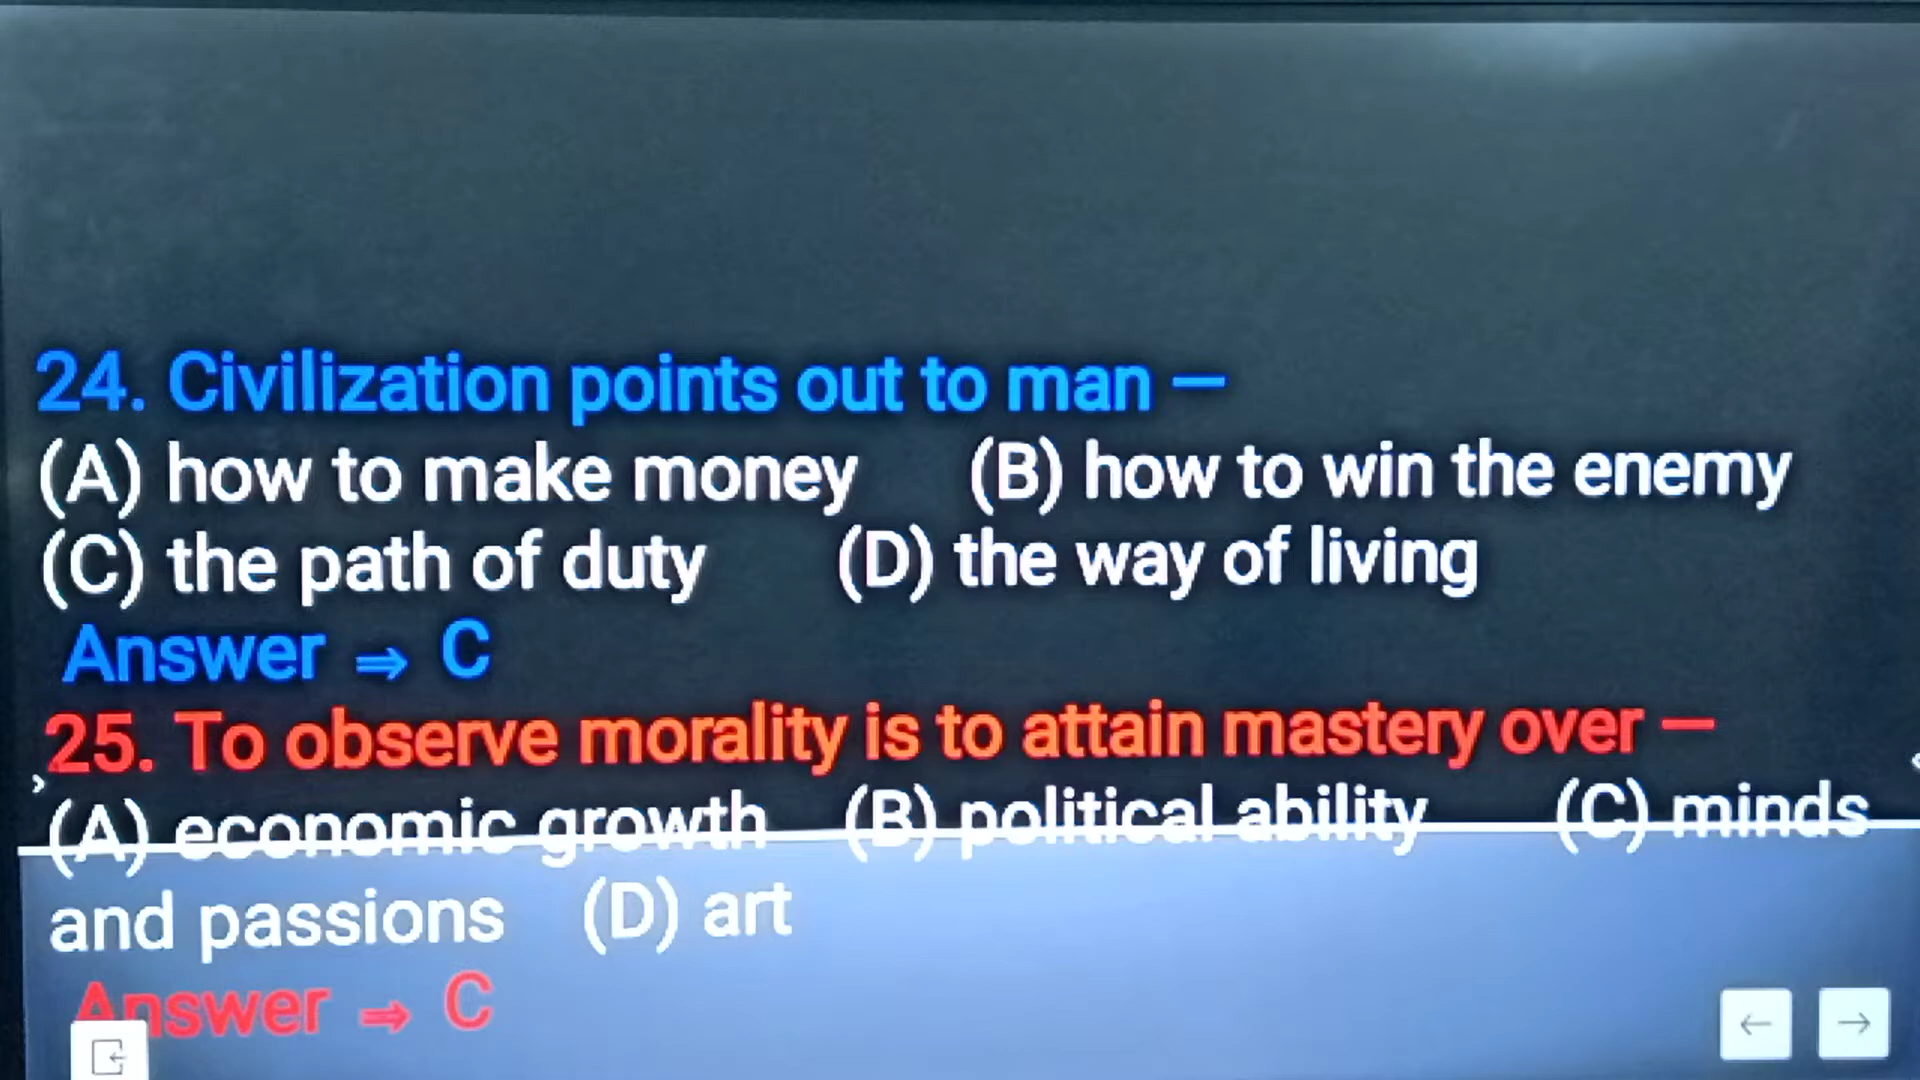 24. Civilization points out to man —
(A) how to make money (B) how to win the enemy
(C) the path of duty (D) the way of living
Answer ⇒ C
25. To observe morality is to attain mastery over —
(A) economic growth (B) political ability (C) minds
and passions (D) art
Answer ⇒ C